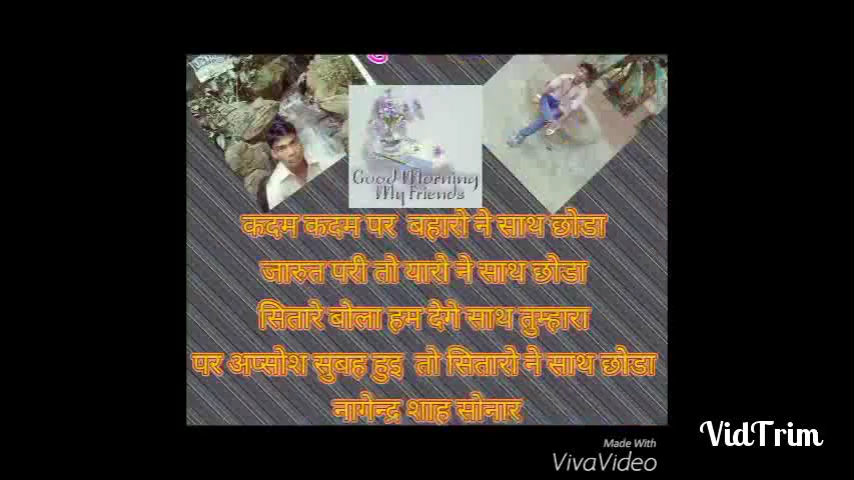 Good Morning
My Friends
कदम कदम पर बहारो ने साथ छोडा
जारुत परी तो यारो ने साथ छोडा
सितारे बोला हम देगे साथ तुम्हारा
पर अप्सोश सुबह हुइ तो सितारो ने साथ छोडा
नागेन्द्र शाह सोनार
Made With
VivaVideo
VidTrim